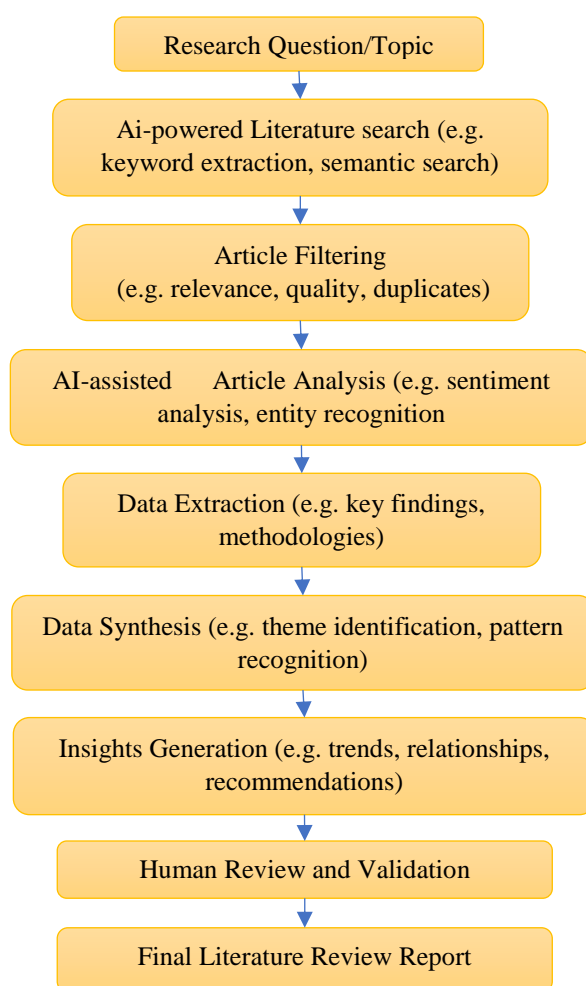 Research Question/Topic
Ai-powered Literature search (e.g.
keyword extraction, semantic search)
Article Filtering
(e.g. relevance, quality, duplicates)
AI-assisted Article Analysis (e.g. sentiment
analysis, entity recognition
Data Extraction (e.g. key findings,
methodologies)
Data Synthesis (e.g. theme identification, pattern
recognition)
Insights Generation (e.g. trends, relationships,
recommendations)
Human Review and Validation
Final Literature Review Report